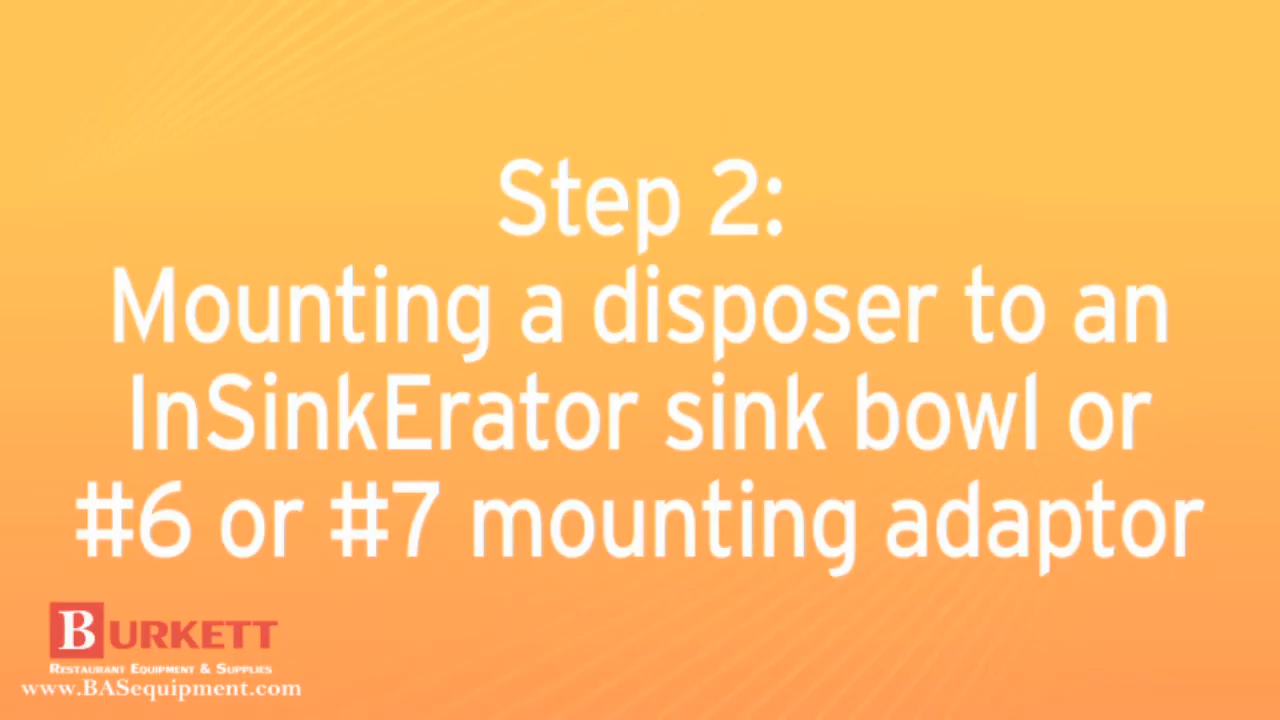 Step 2:
Mounting a disposer to an
InSinkErator sink bowl or
#6 or #7 mounting adaptor
BURKETT
RESTAURANT EQUIPMENT & SUPPLIES
www.BASequipment.com